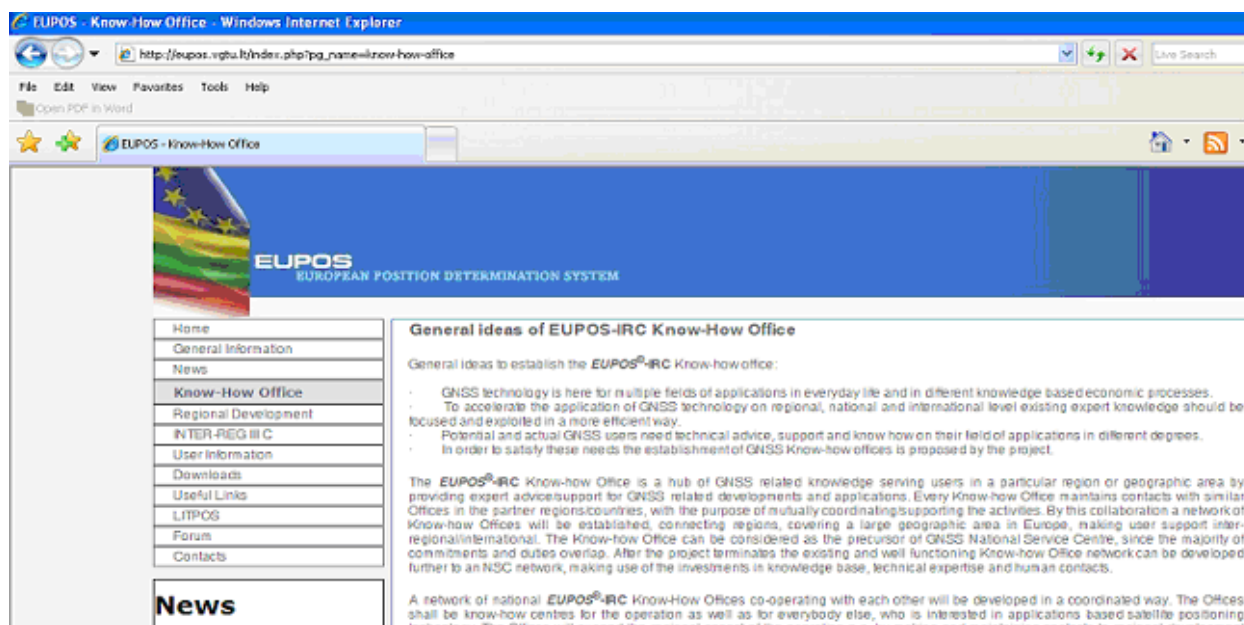 EUPOS - Know-How Office - Windows Internet Explorer
http://eupos.vgtu.lt/index.php?pg_name=know-how-office
Live Search
File Edit View Favorites Tools Help
Open PDF in Word
EUPOS - Know-How Office
EUPOS
EUROPEAN POSITION DETERMINATION SYSTEM
Home
General Information
News
Know-How Office
Regional Development
INTER-REG III C
User Information
Downloads
Useful Links
LITPOS
Forum
Contacts
News
General ideas of EUPOS-IRC Know-How Office
General ideas to establish the EUPOS®-IRC Know-how office:
· GNSS technology is here for multiple fields of applications in everyday life and in different knowledge based economic processes.
· To accelerate the application of GNSS technology on regional, national and international level existing expert knowledge should be
focused and exploited in a more efficient way.
· Potential and actual GNSS users need technical advice, support and know how on their field of applications in different degrees.
· In order to satisfy these needs the establishment of GNSS Know-how offices is proposed by the project.
The EUPOS®-IRC Know-how Office is a hub of GNSS related knowledge serving users in a particular region or geographic area by
providing expert advice/support for GNSS related developments and applications. Every Know-how Office maintains contacts with similar
Offices in the partner regions/countries, with the purpose of mutually coordinating/supporting the activities. By this collaboration a network of
Know-how Offices will be established, connecting regions, covering a large geographic area in Europe, making user support inter-
regional/international. The Know-how Office can be considered as the precursor of GNSS National Service Centre, since the majority of
commitments and duties overlap. After the project terminates the existing and well functioning Know-how Office network can be developed
further to an NSC network, making use of the investments in knowledge base, technical expertise and human contacts.
A network of national EUPOS®-IRC Know-How Offices co-operating with each other will be developed in a coordinated way. The Offices
shall be know-how centres for the operation as well as for everybody else, who is interested in applications based satellite positioning